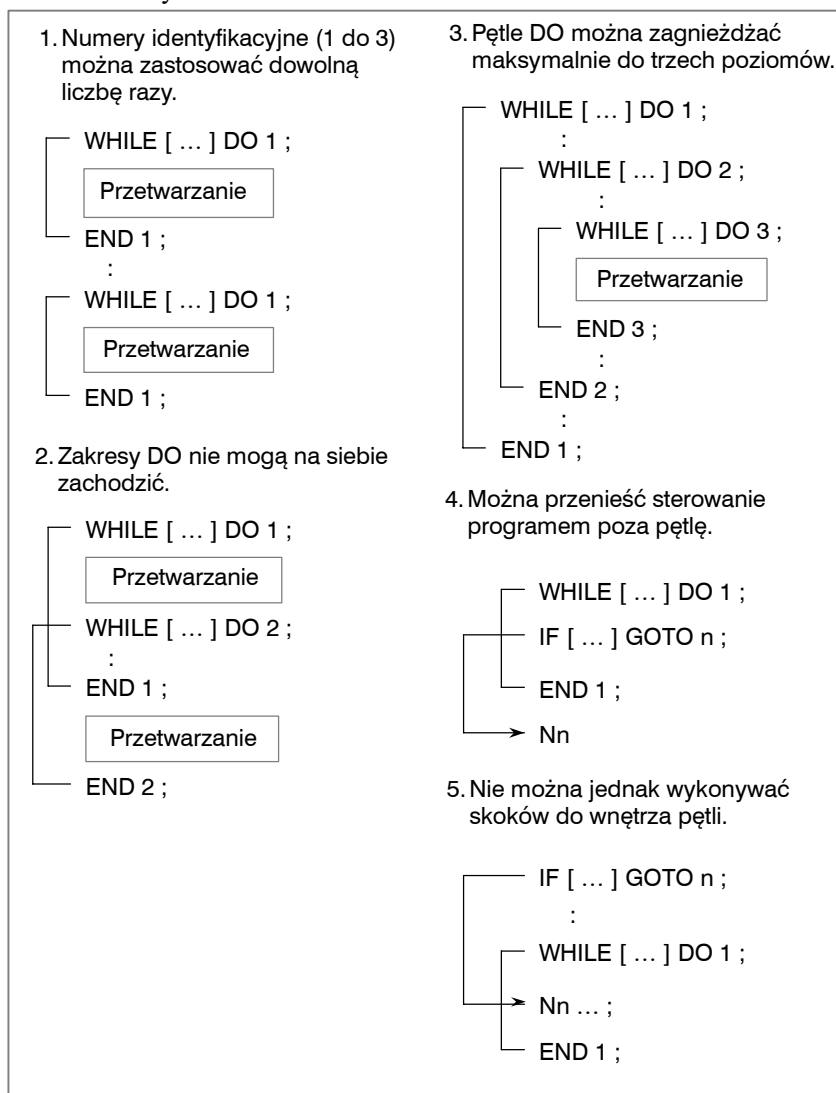 1. Numery identyfikacyjne (1 do 3)
można zastosować dowolną
liczbę razy.
WHILE [ … ] DO 1 ;
Przetwarzanie
END 1 ;
:
WHILE [ … ] DO 1 ;
Przetwarzanie
END 1 ;
2. Zakresy DO nie mogą na siebie
zachodzić.
WHILE [ … ] DO 1 ;
Przetwarzanie
WHILE [ … ] DO 2 ;
:
END 1 ;
Przetwarzanie
END 2 ;
3. Pętle DO można zagnieżdżać
maksymalnie do trzech poziomów.
WHILE [ … ] DO 1 ;
:
WHILE [ … ] DO 2 ;
:
WHILE [ … ] DO 3 ;
Przetwarzanie
END 3 ;
:
END 2 ;
:
END 1 ;
4. Można przenieść sterowanie
programem poza pętlę.
WHILE [ … ] DO 1 ;
IF [ … ] GOTO n ;
END 1 ;
Nn
5. Nie można jednak wykonywać
skoków do wnętrza pętli.
IF [ … ] GOTO n ;
:
WHILE [ … ] DO 1 ;
Nn … ;
END 1 ;